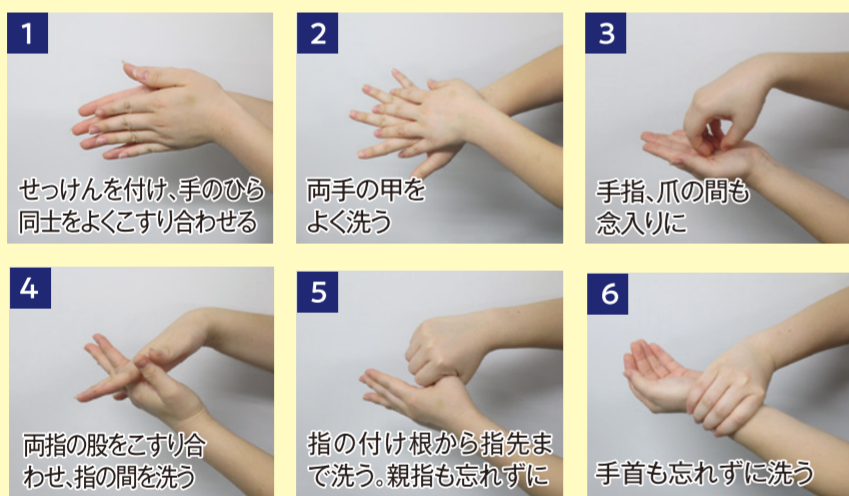 1
せっけんを付け、手のひら
同士をよくこすり合わせる
2
両手の甲を
よく洗う
3
手指、爪の間も
念入りに
4
両指の股をこすり合
わせ、指の間を洗う
5
指の付け根から指先ま
で洗う。親指も忘れずに
6
手首も忘れずに洗う